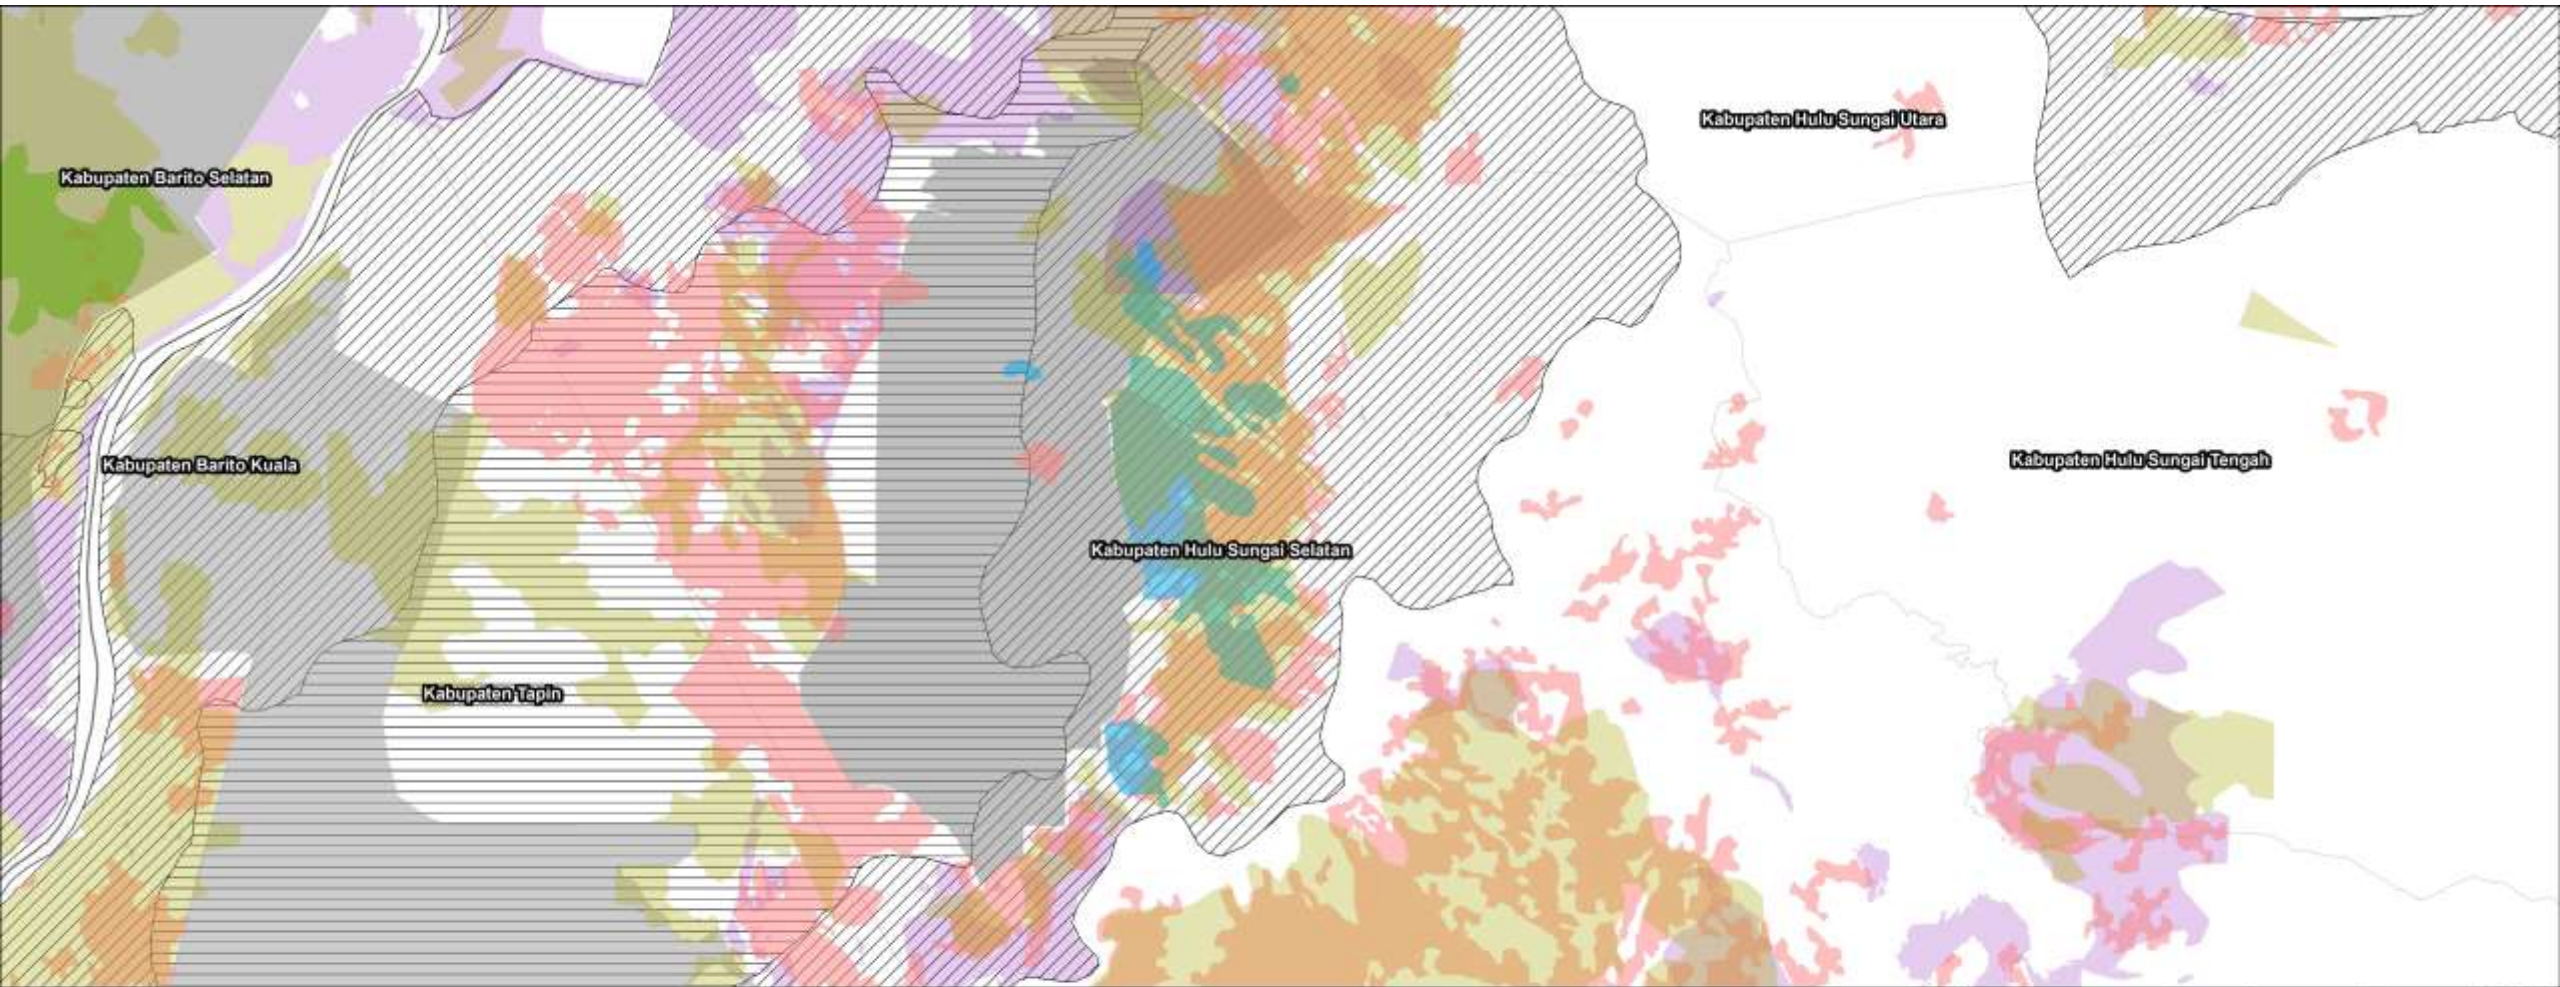 Kabupaten Hulu Sungai Utara
Kabupaten Barito Selatan
Kabupaten Hulu Sungai Tengah
Kabupaten Barito Kuala
Kabupaten Hulu Sungai Selatan
Kabupaten Tapin